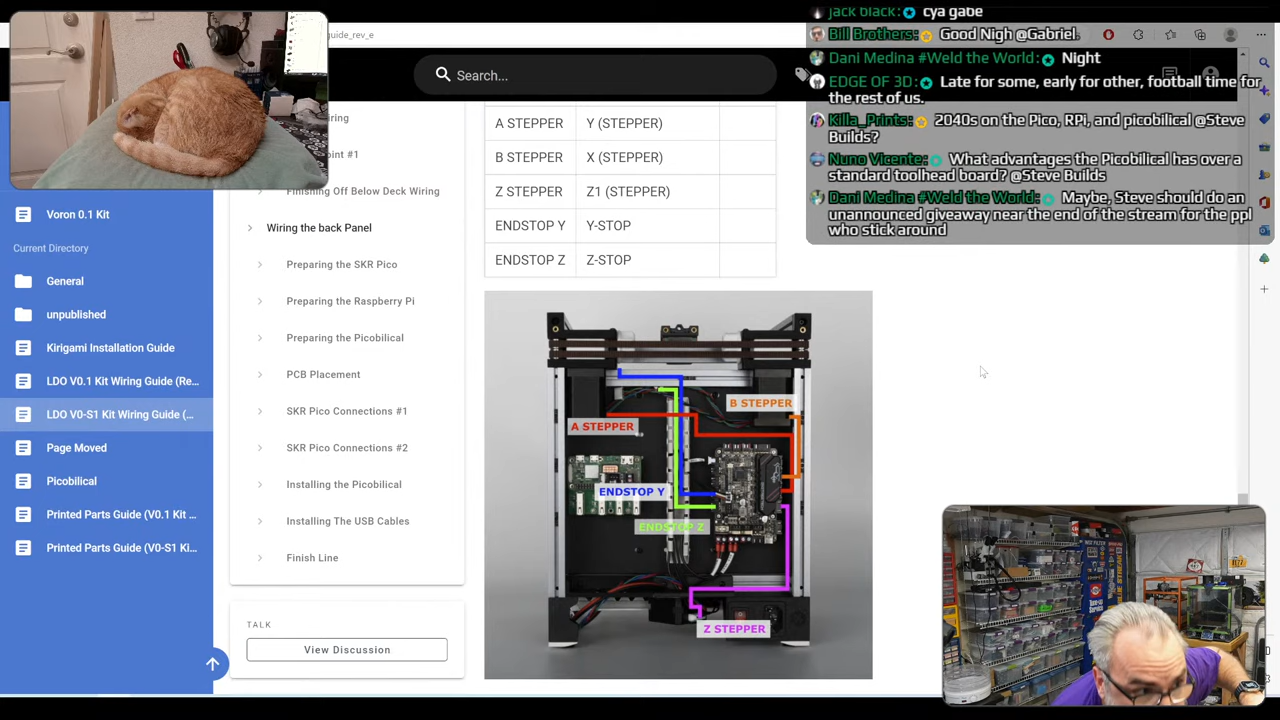 guide_rev_e
Search...
jack black: cya gabe
Bill Brothers: Good Nigh @Gabriel.
Dani Medina #Weld the World: Night
EDGE OF 3D: Late for some, early for other, football time for
the rest of us.
Killa_Prints: 2040s on the Pico, RPi, and picobilical @Steve
Builds?
Nuno Vicente: What advantages the Picobilical has over a
standard toolhead board? @Steve Builds
Dani Medina #Weld the World: Maybe, Steve should do an
unannounced giveaway near the end of the stream for the ppl
who stick around
Voron 0.1 Kit
Current Directory
General
unpublished
Kirigami Installation Guide
LDO V0.1 Kit Wiring Guide (Re...
LDO V0-S1 Kit Wiring Guide (...
Page Moved
Picobilical
Printed Parts Guide (V0.1 Kit ...
Printed Parts Guide (V0-S1 Ki...
Finishing Off Below Deck Wiring
Wiring the back Panel
Preparing the SKR Pico
Preparing the Raspberry Pi
Preparing the Picobilical
PCB Placement
SKR Pico Connections #1
SKR Pico Connections #2
Installing the Picobilical
Installing The USB Cables
Finish Line
TALK
View Discussion
A STEPPER Y (STEPPER)
B STEPPER X (STEPPER)
Z STEPPER Z1 (STEPPER)
ENDSTOP Y Y-STOP
ENDSTOP Z Z-STOP
B STEPPER
A STEPPER
ENDSTOP Y
ENDSTOP Z
Z STEPPER